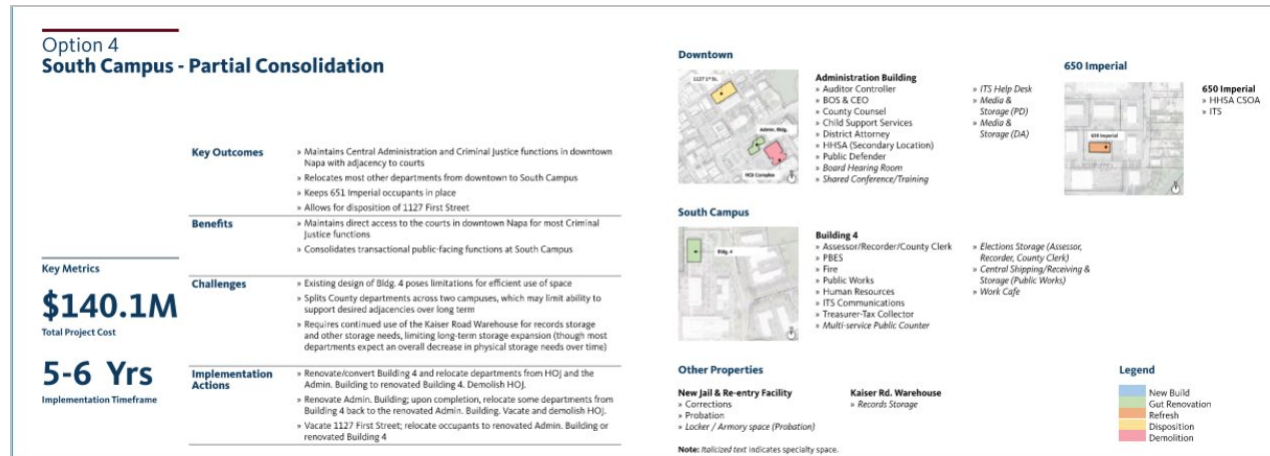 Option 4
South Campus - Partial Consolidation
Key Metrics
$140.1M
Total Project Cost
5-6 Yrs
Implementation Timeframe
Key Outcomes
» Maintains Central Administration and Criminal Justice functions in downtown
Napa with adjacency to courts
» Relocates most other departments from downtown to South Campus
» Keeps 651 Imperial occupants in place
» Allows for disposition of 1127 First Street
Benefits
» Maintains direct access to the courts in downtown Napa for most Criminal
Justice functions
» Consolidates transactional public-facing functions at South Campus
Challenges
» Existing design of Bldg. 4 poses limitations for efficient use of space
» Splits County departments across two campuses, which may limit ability to
support desired adjacencies over long term
» Requires continued use of the Kaiser Road Warehouse for records storage
and other storage needs, limiting long-term storage expansion (though most
departments expect an overall decrease in physical storage needs over time)
Implementation
Actions
» Renovate/convert Building 4 and relocate departments from HOJ and the
Admin. Building to renovated Building 4. Demolish HOJ.
» Renovate Admin. Building; upon completion, relocate some departments from
Building 4 back to the renovated Admin. Building. Vacate and demolish HOJ.
» Vacate 1127 First Street; relocate occupants to renovated Admin. Building or
renovated Building 4
Downtown
1127 1st St.
Admin. Bldg.
HOJ Complex
Administration Building
» Auditor Controller
» BOS & CEO
» County Counsel
» Child Support Services
» District Attorney
» HHSA (Secondary Location)
» Public Defender
» Board Hearing Room
» Shared Conference/Training
» ITS Help Desk
» Media &
Storage (PD)
» Media &
Storage (DA)
650 Imperial
650 Imperial
650 Imperial
» HHSA CSOA
» ITS
South Campus
Bldg. 4
Building 4
» Assessor/Recorder/County Clerk
» PBES
» Fire
» Public Works
» Human Resources
» ITS Communications
» Treasurer-Tax Collector
» Multi-service Public Counter
» Elections Storage (Assessor,
Recorder, County Clerk)
» Central Shipping/Receiving &
Storage (Public Works)
» Work Cafe
Other Properties
New Jail & Re-entry Facility
» Corrections
» Probation
» Locker / Armory space (Probation)
Kaiser Rd. Warehouse
» Records Storage
Note: Italicized text indicates specialty space.
Legend
New Build
Gut Renovation
Refresh
Disposition
Demolition